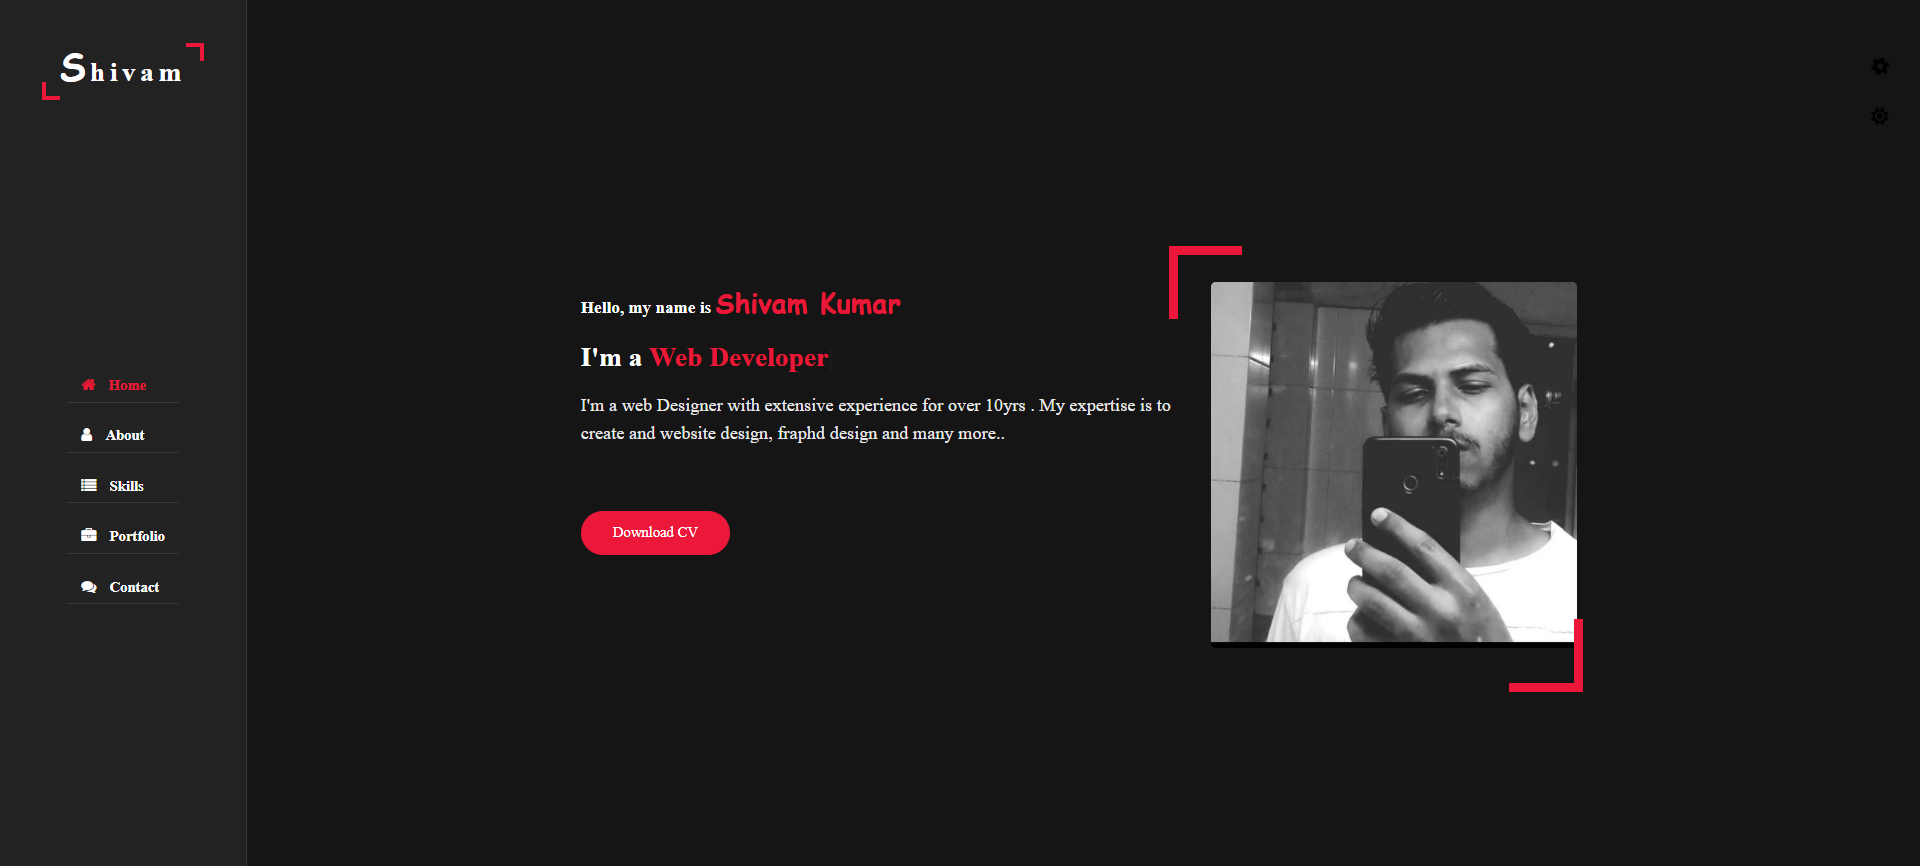 Shivam
Home
About
Skills
Portfolio
Contact
Hello, my name is Shivam Kumar
I'm a Web Developer
I'm a web Designer with extensive experience for over 10yrs . My expertise is to
create and website design, fraphd design and many more..
Download CV